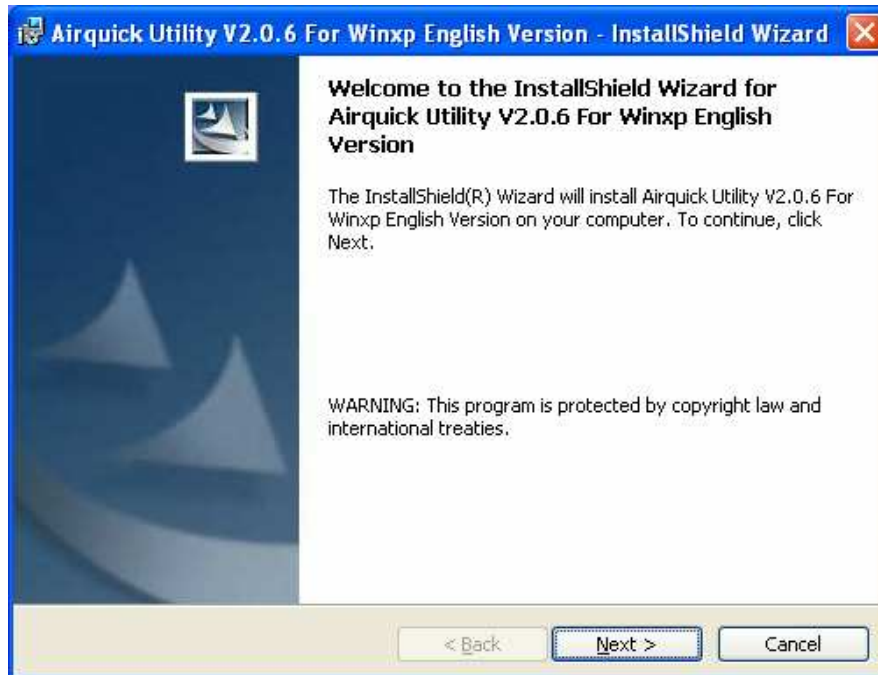 Airquick Utility V2.0.6 For Winxp English Version - InstallShield Wizard
Welcome to the InstallShield Wizard for
Airquick Utility V2.0.6 For Winxp English
Version
The InstallShield(R) Wizard will install Airquick Utility V2.0.6 For
Winxp English Version on your computer. To continue, click
Next.
WARNING: This program is protected by copyright law and
international treaties.
< Back
Next >
Cancel